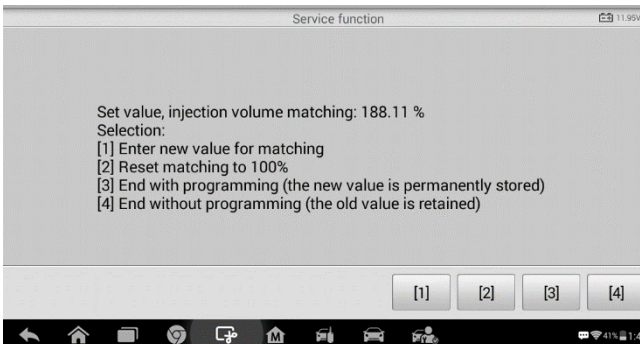 Service function
11.95V
Set value, injection volume matching: 188.11 %
Selection:
[1] Enter new value for matching
[2] Reset matching to 100%
[3] End with programming (the new value is permanently stored)
[4] End without programming (the old value is retained)
[1] [2] [3] [4]
M
41% 1:4